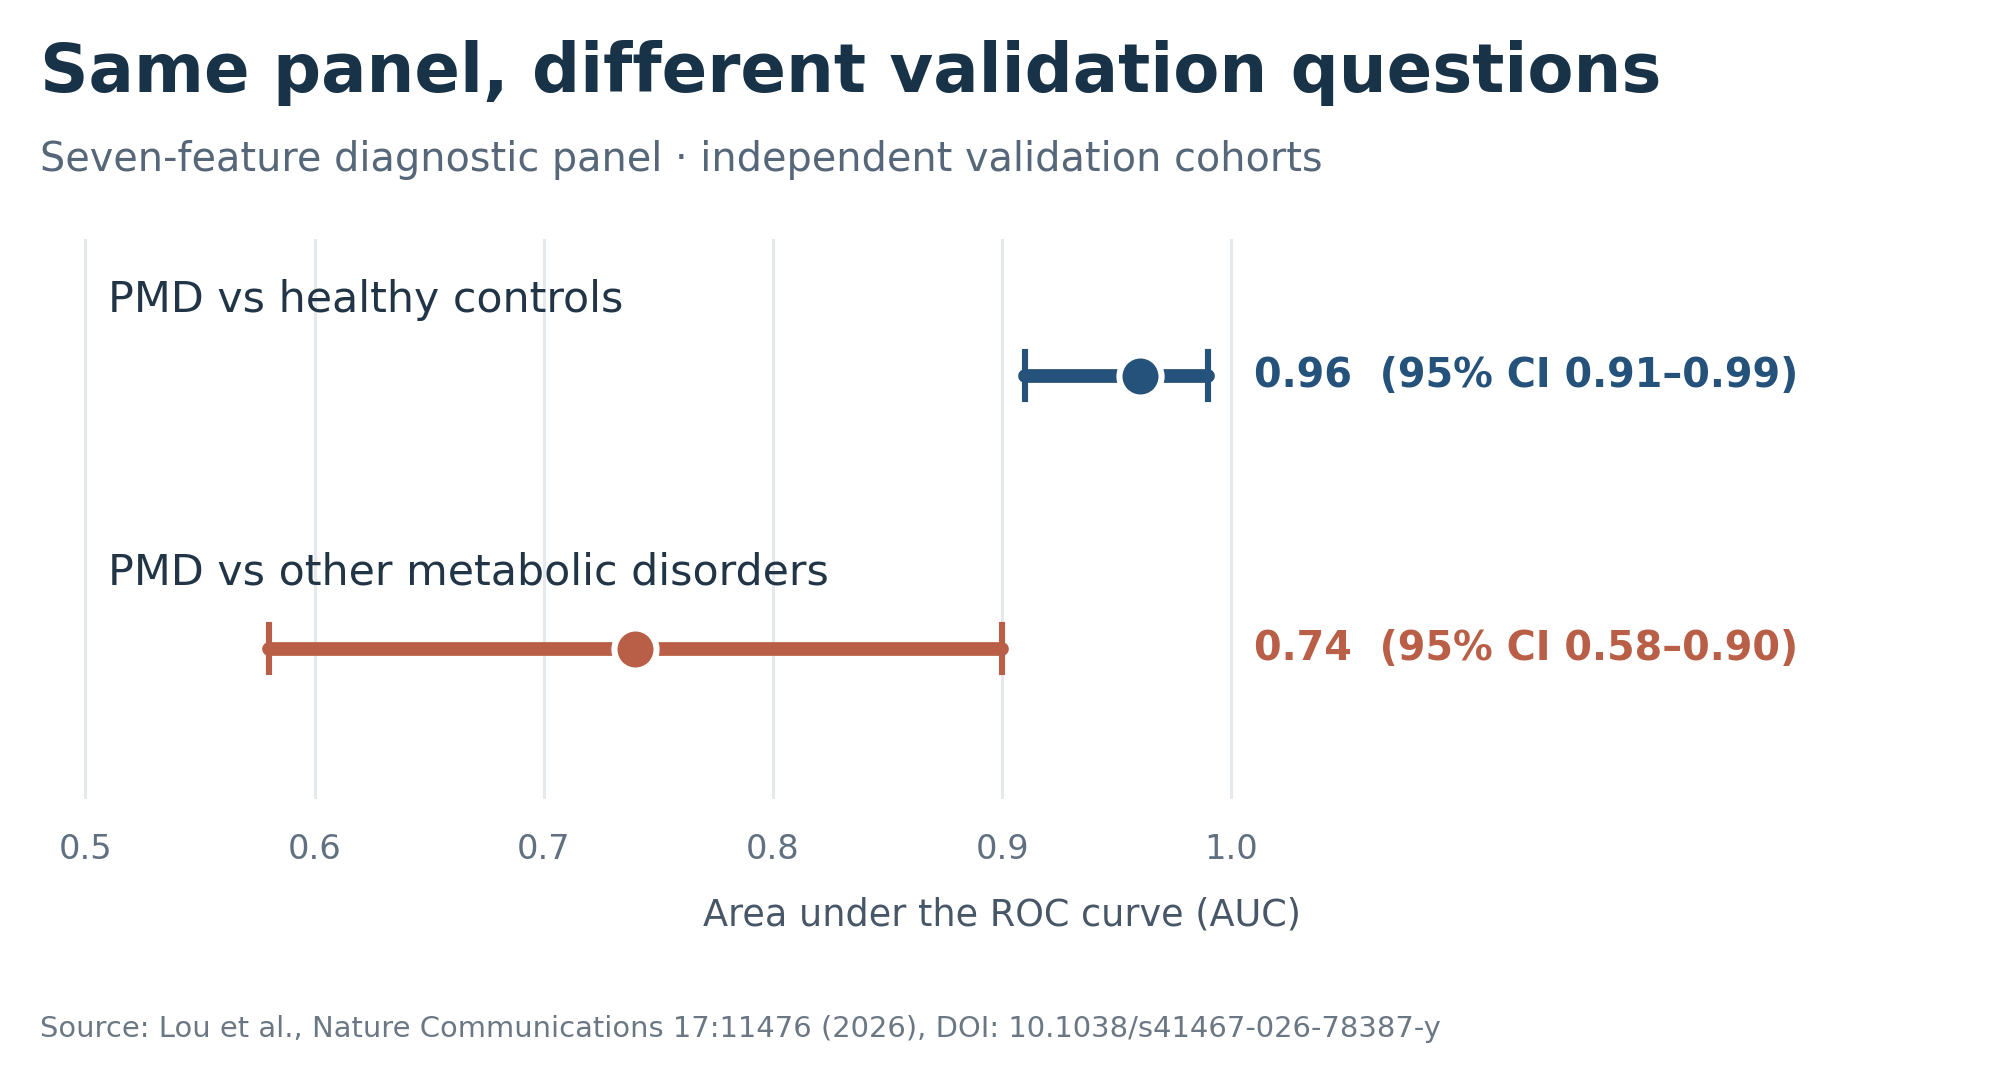 Same panel, different validation questions
Seven-feature diagnostic panel · independent validation cohorts
PMD vs healthy controls
0.96  (95% CI 0.91–0.99)
PMD vs other metabolic disorders
0.74  (95% CI 0.58–0.90)
0.5 0.6 0.7 0.8 0.9 1.0
Area under the ROC curve (AUC)
Source: Lou et al., Nature Communications 17:11476 (2026), DOI: 10.1038/s41467-026-78387-y